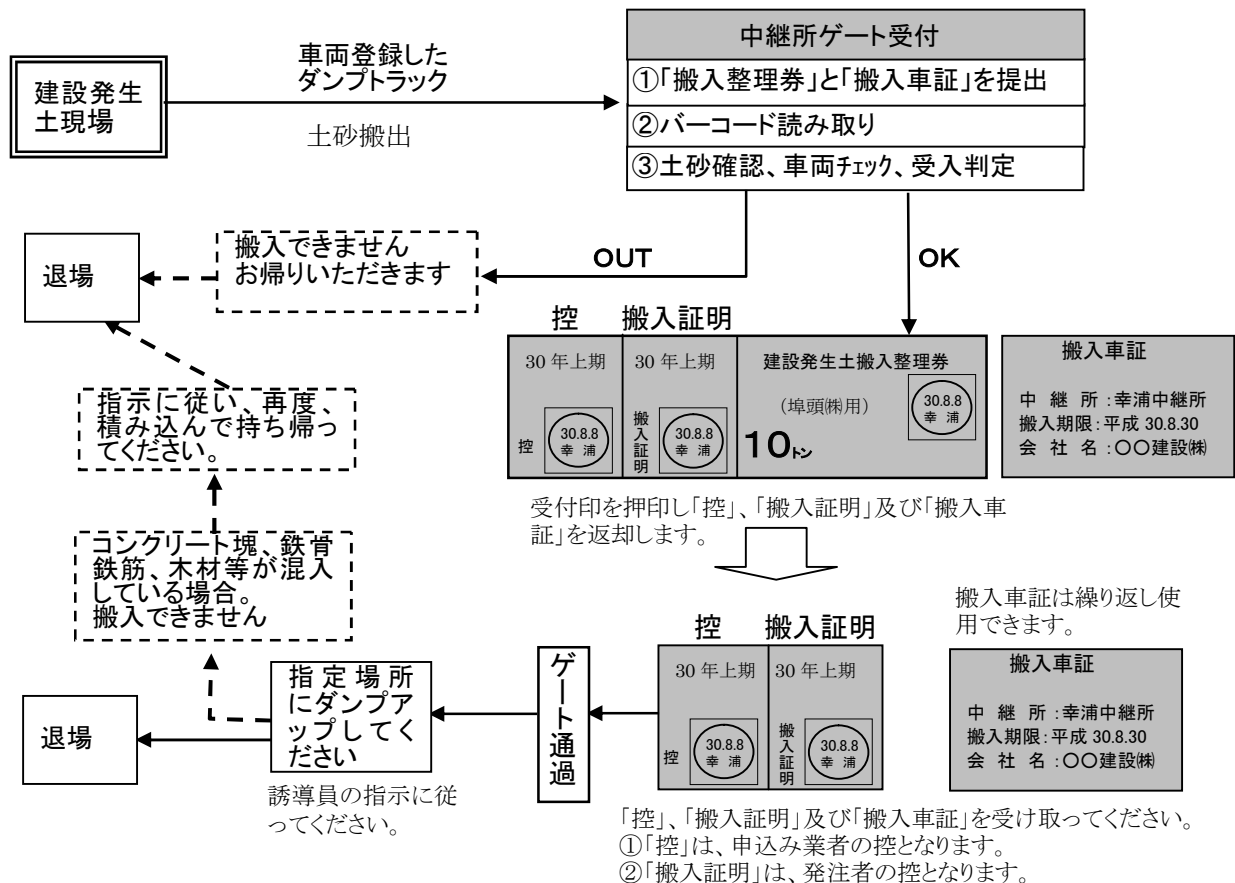 中継所ゲート受付
①「搬入整理券」と「搬入車証」を提出
②バーコード読み取り
③土砂確認、車両チェック、受入判定
建設発生
土現場
車両登録した
ダンプトラック
土砂搬出
OUT
OK
搬入できません
お帰りいただきます
退場
控
搬入証明
30年上期
控
30.8.8
幸浦
30年上期
搬入証明
30.8.8
幸浦
建設発生土搬入整理券
(埠頭㈱用)
10トン
30.8.8
幸浦
搬入車証
中継所:幸浦中継所
搬入期限:平成 30.8.30
会社名:〇〇建設㈱
受付印を押印し「控」、「搬入証明」及び「搬入車
証」を返却します。
指示に従い、再度、
積み込んで持ち帰っ
てください。
コンクリート塊、鉄骨
鉄筋、木材等が混入
している場合。
搬入できません
搬入車証は繰り返し使
用できます。
控
搬入証明
30年上期
控
30.8.8
幸浦
30年上期
搬入証明
30.8.8
幸浦
搬入車証
中継所:幸浦中継所
搬入期限:平成 30.8.30
会社名:〇〇建設㈱
ゲート通過
指定場所
にダンプア
ップしてく
ださい
退場
誘導員の指示に従
ってください。
「控」、「搬入証明」及び「搬入車証」を受け取ってください。
①「控」は、申込み業者の控となります。
②「搬入証明」は、発注者の控となります。